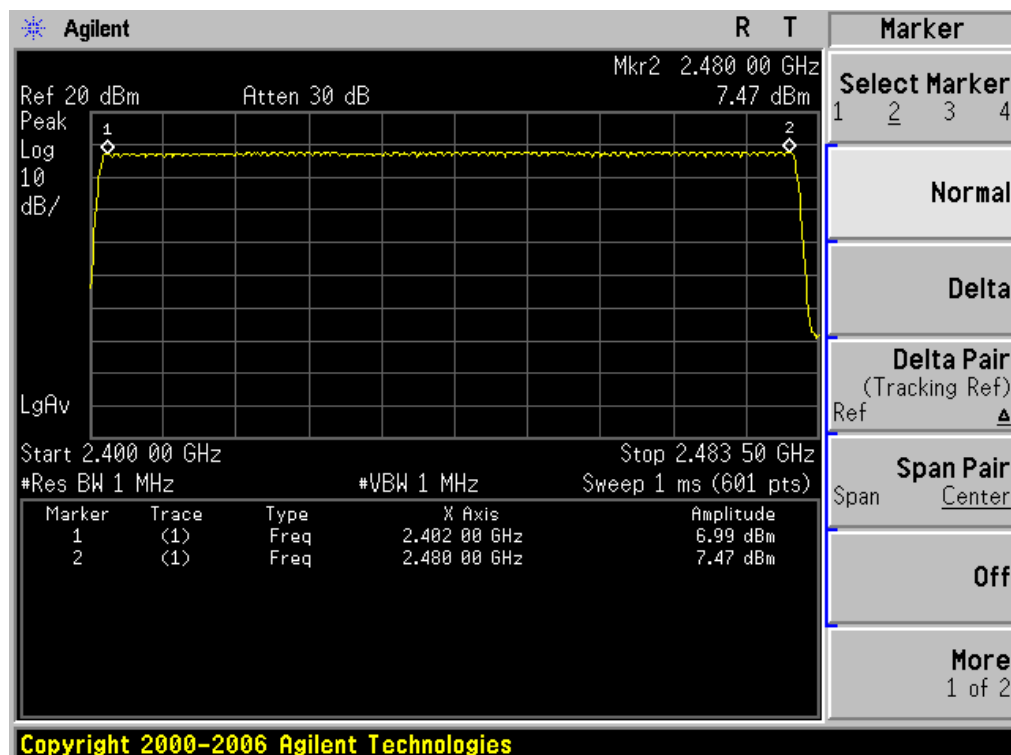 Agilent R T
Mkr2 2.480 00 GHz
Ref 20 dBm Atten 30 dB 7.47 dBm
Peak
Log
10
dB/
1
2
LgAv
Start 2.400 00 GHz Stop 2.483 50 GHz
#Res BW 1 MHz #VBW 1 MHz Sweep 1 ms (601 pts)
Marker Trace Type X Axis Amplitude
1 (1) Freq 2.402 00 GHz 6.99 dBm
2 (1) Freq 2.480 00 GHz 7.47 dBm
Marker
Select Marker
1 2 3 4
Normal
Delta
Delta Pair
(Tracking Ref)
Ref Δ
Span Pair
Span Center
Off
More
1 of 2
Copyright 2000-2006 Agilent Technologies